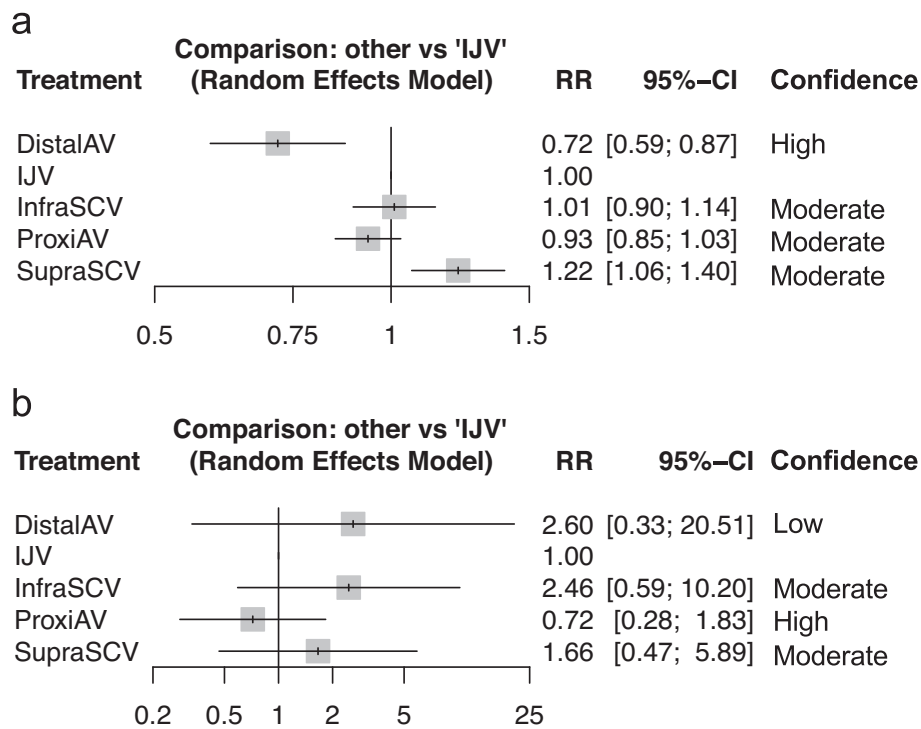 a
Comparison: other vs 'IJV'
Treatment (Random Effects Model) RR 95%–CI Confidence
DistalAV 0.72 [0.59; 0.87] High
IJV 1.00
InfraSCV 1.01 [0.90; 1.14] Moderate
ProxiAV 0.93 [0.85; 1.03] Moderate
SupraSCV 1.22 [1.06; 1.40] Moderate
0.5 0.75 1 1.5
b
Comparison: other vs 'IJV'
Treatment (Random Effects Model) RR 95%–CI Confidence
DistalAV 2.60 [0.33; 20.51] Low
IJV 1.00
InfraSCV 2.46 [0.59; 10.20] Moderate
ProxiAV 0.72 [0.28; 1.83] High
SupraSCV 1.66 [0.47; 5.89] Moderate
0.2 0.5 1 2 5 25